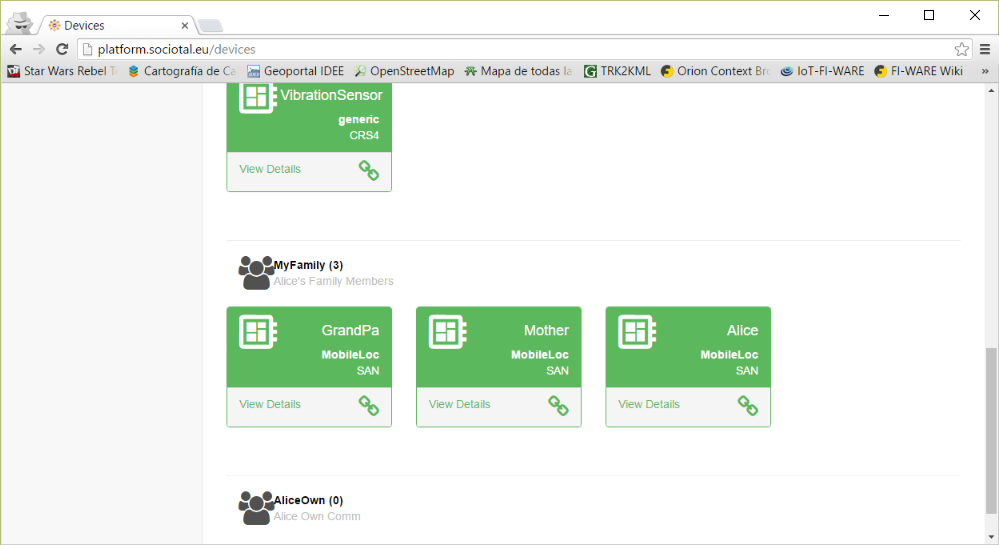 Devices
platform.sociotal.eu/devices
Star Wars Rebel Cartografía de Ca Geoportal IDEE OpenStreetMap Mapa de todas la TRK2KML Orion Context Bro IoT-FI-WARE FI-WARE Wiki »
VibrationSensor
generic
CRS4
View Details
MyFamily (3)
Alice's Family Members
GrandPa Mother Alice
MobileLoc MobileLoc MobileLoc
SAN SAN SAN
View Details View Details View Details
AliceOwn (0)
Alice Own Comm